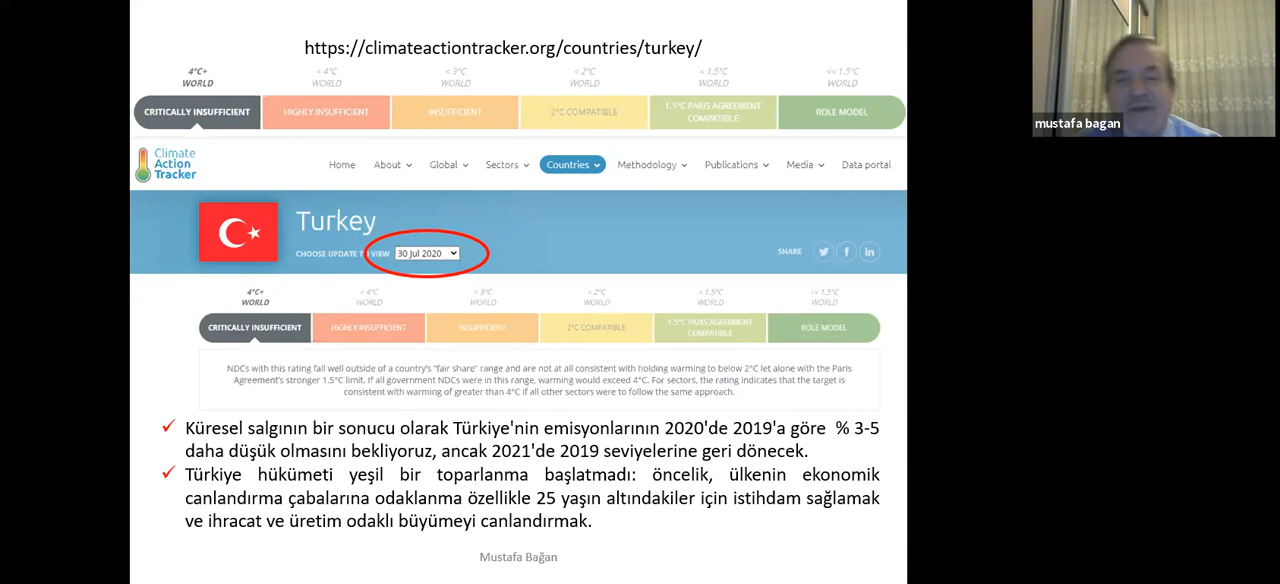 https://climateactiontracker.org/countries/turkey/
4°C+ < 4°C < 3°C < 2°C < 1.5°C << 1.5°C
WORLD WORLD WORLD WORLD WORLD WORLD
CRITICALLY INSUFFICIENT HIGHLY INSUFFICIENT INSUFFICIENT 2°C COMPATIBLE 1.5°C PARIS AGREEMENT COMPATIBLE ROLE MODEL
mustafa bagan
Climate
Action
Tracker
Home About Global Sectors Countries Methodology Publications Media Data portal
Turkey
CHOOSE UPDATE T VIEW 30 Jul 2020
SHARE
4°C+ < 4°C < 3°C < 2°C < 1.5°C << 1.5°C
WORLD WORLD WORLD WORLD WORLD WORLD
CRITICALLY INSUFFICIENT HIGHLY INSUFFICIENT INSUFFICIENT 2°C COMPATIBLE 1.5°C PARIS AGREEMENT COMPATIBLE ROLE MODEL
NDCs with this rating fall well outside of a country's "fair share" range and are not at all consistent with holding warming to below 2°C let alone with the Paris
Agreement's stronger 1.5°C limit. If all government NDCs were in this range, warming would exceed 4°C. For sectors, the rating indicates that the target is
consistent with warming of greater than 4°C if all other sectors were to follow the same approach.
✓ Küresel salgının bir sonucu olarak Türkiye'nin emisyonlarının 2020'de 2019'a göre % 3-5
daha düşük olmasını bekliyoruz, ancak 2021'de 2019 seviyelerine geri dönecek.
✓ Türkiye hükümeti yeşil bir toparlanma başlatmadı: öncelik, ülkenin ekonomik
canlandırma çabalarına odaklanma özellikle 25 yaşın altındakiler için istihdam sağlamak
ve ihracat ve üretim odaklı büyümeyi canlandırmak.
Mustafa Bağan